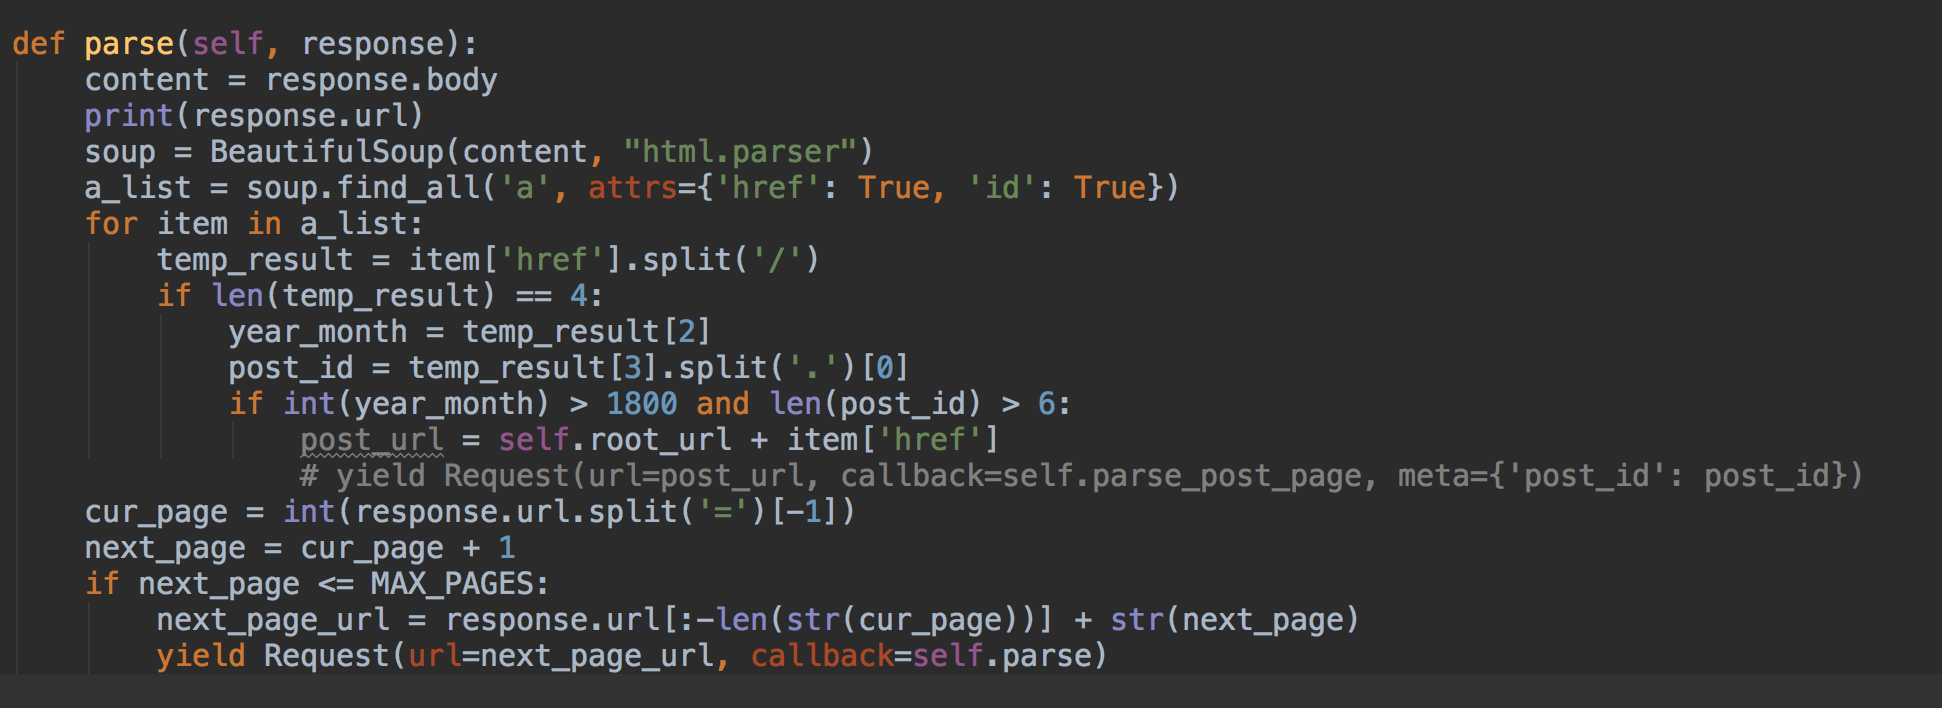 def parse(self, response):
    content = response.body
    print(response.url)
    soup = BeautifulSoup(content, "html.parser")
    a_list = soup.find_all('a', attrs={'href': True, 'id': True})
    for item in a_list:
        temp_result = item['href'].split('/')
        if len(temp_result) == 4:
            year_month = temp_result[2]
            post_id = temp_result[3].split('.')[0]
            if int(year_month) > 1800 and len(post_id) > 6:
                post_url = self.root_url + item['href']
                # yield Request(url=post_url, callback=self.parse_post_page, meta={'post_id': post_id})
    cur_page = int(response.url.split('=')[-1])
    next_page = cur_page + 1
    if next_page <= MAX_PAGES:
        next_page_url = response.url[:-len(str(cur_page))] + str(next_page)
        yield Request(url=next_page_url, callback=self.parse)